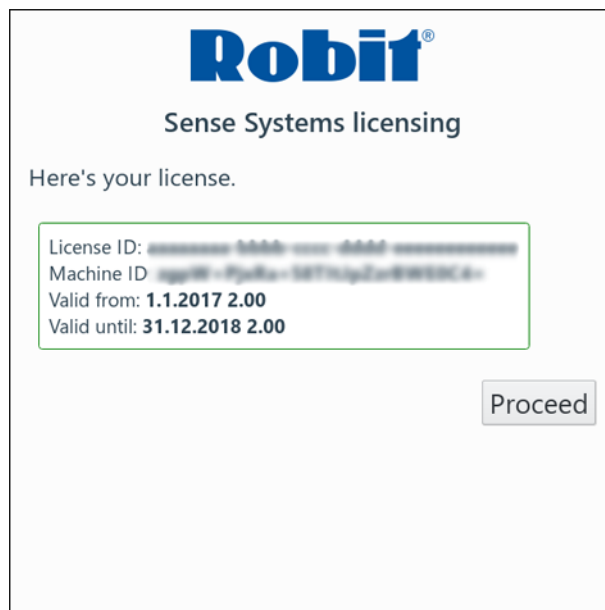 Robit®
Sense Systems licensing
Here's your license.
License ID:
Machine ID
Valid from: 1.1.2017 2.00
Valid until: 31.12.2018 2.00
Proceed